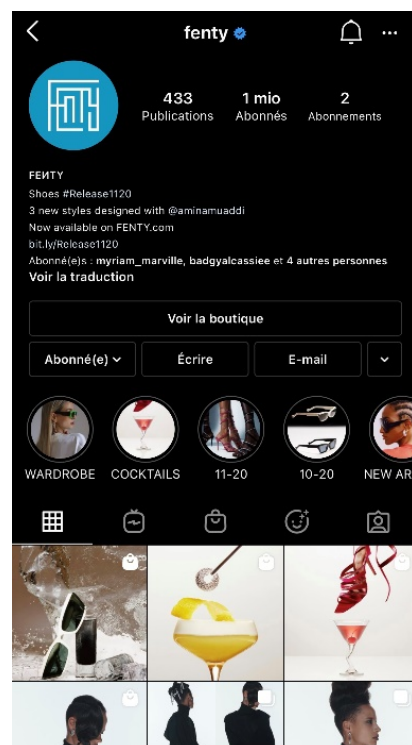 fenty
433 1 mio 2
Publications Abonnés Abonnements
FEИTY
Shoes #Release1120
3 new styles designed with @aminamuaddi
Now available on FENTY.com
bit.ly/Release1120
Abonné(e)s : myriam_marville, badgyalcassiee et 4 autres personnes
Voir la traduction
Voir la boutique
Abonné(e) Écrire E-mail
WARDROBE COCKTAILS 11-20 10-20 NEW AR